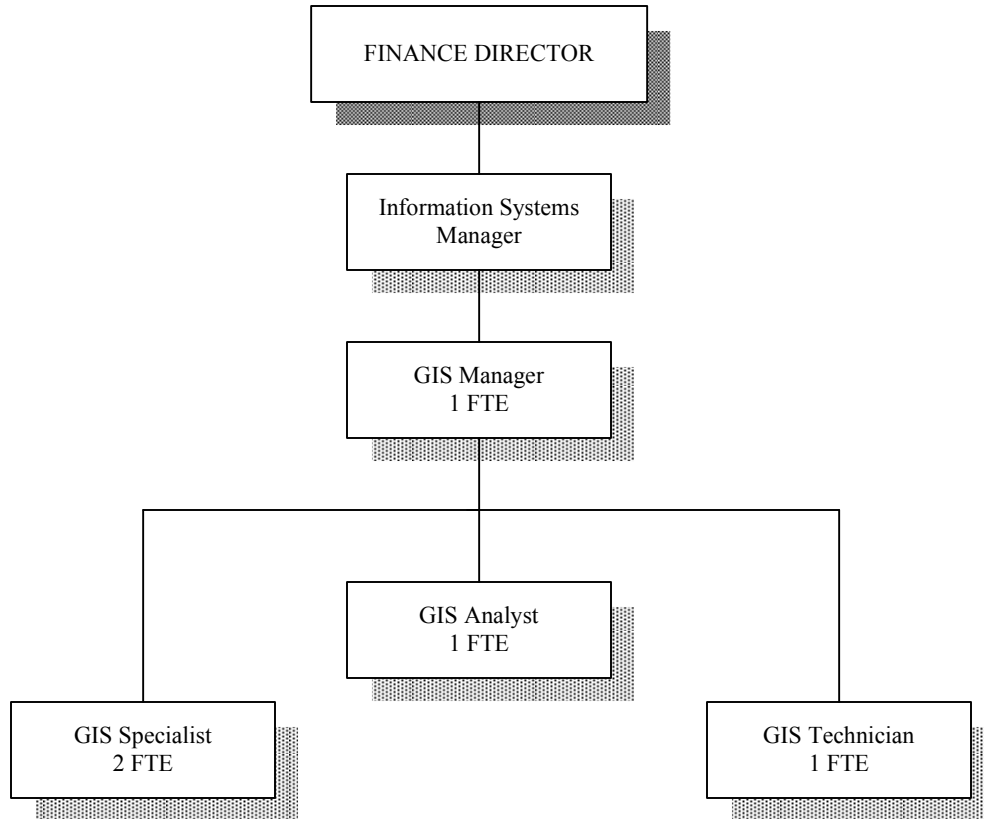 FINANCE DIRECTOR
Information Systems
Manager
GIS Manager
1 FTE
GIS Analyst
1 FTE
GIS Specialist
2 FTE
GIS Technician
1 FTE